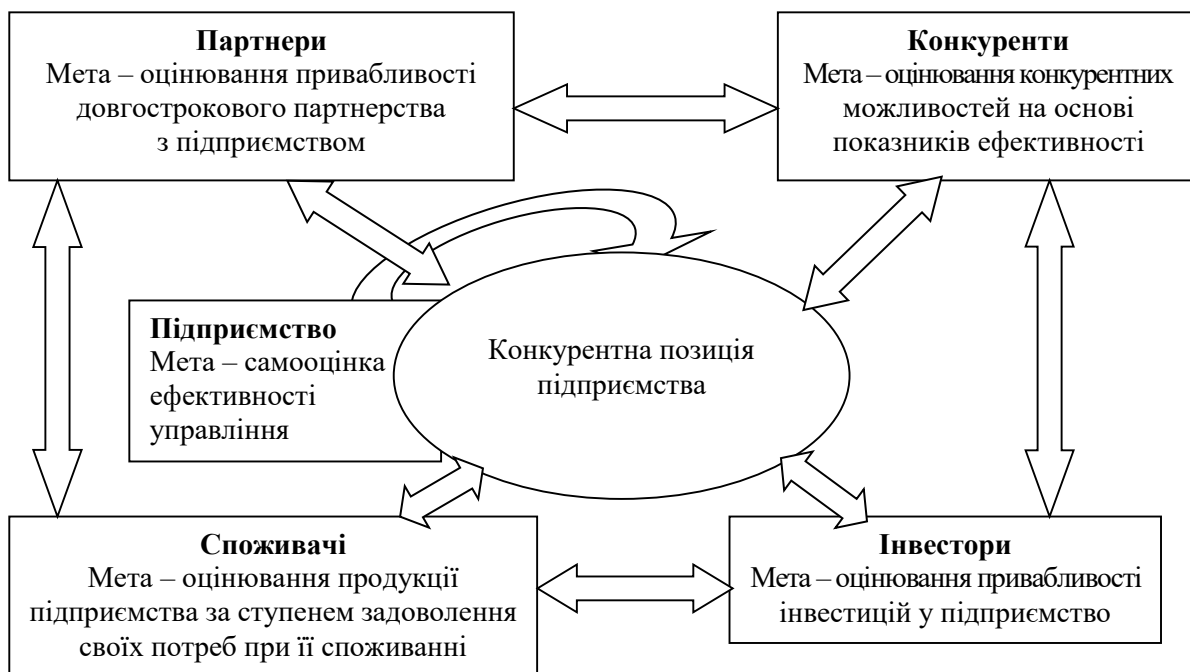 Партнери
Мета – оцінювання привабливості
довгострокового партнерства
з підприємством
Конкуренти
Мета – оцінювання конкурентних
можливостей на основі
показників ефективності
Підприємство
Мета – самооцінка
ефективності
управління
Конкурентна позиція
підприємства
Споживачі
Мета – оцінювання продукції
підприємства за ступенем задоволення
своїх потреб при її споживанні
Інвестори
Мета – оцінювання привабливості
інвестицій у підприємство